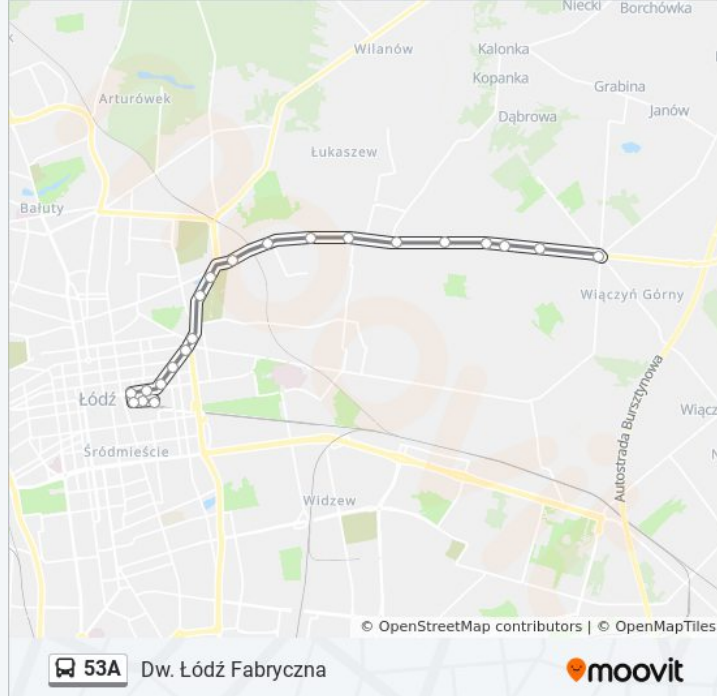 Niecki
Borchówka
Wilanów
Kalonka
Kopanka
Grabina
Arturówek
Janów
Dąbrowa
Łukaszew
Bałuty
Wiączyń Górny
Łódź
Autostrada Bursztynowa
Śródmieście
Widzew
© OpenStreetMap contributors | © OpenMapTiles
53A Dw. Łódź Fabryczna
moovit